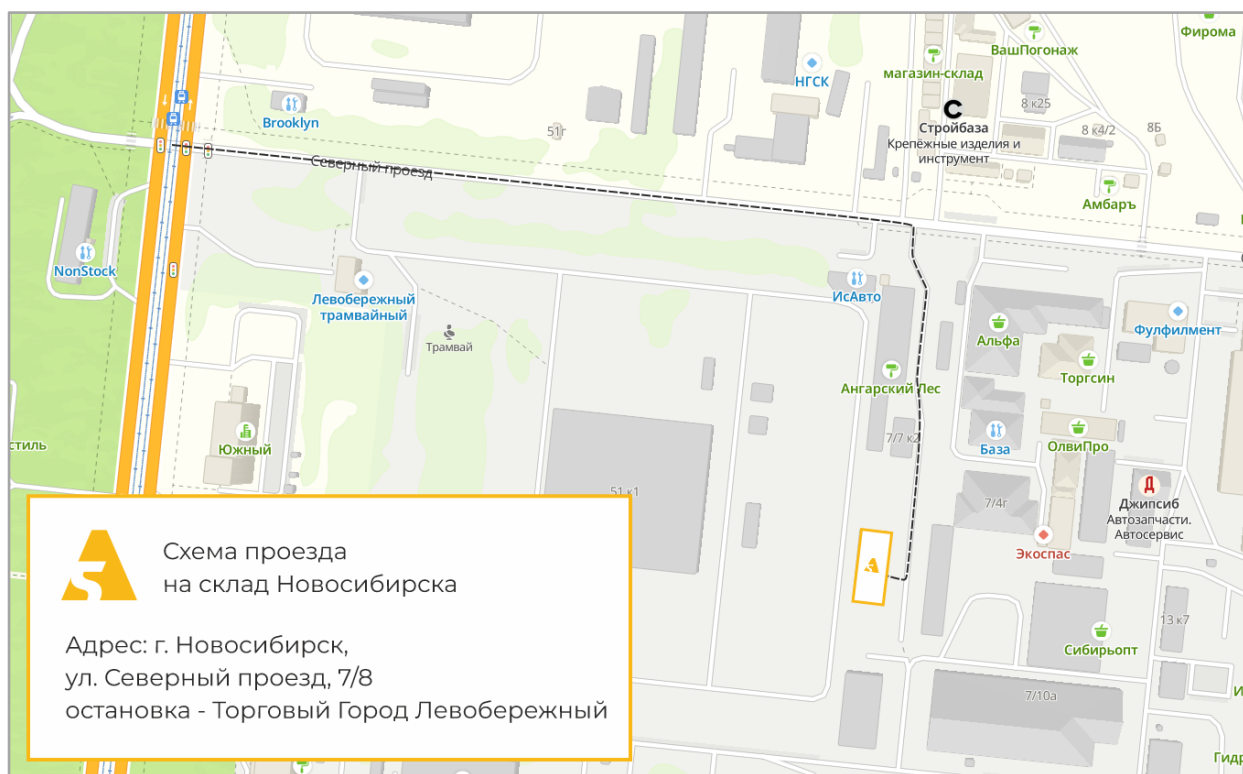 Фирома
ВашПогонаж
магазин-склад
НГСК
8 к25
Brooklyn
51г
С
Стройбаза
Крепёжные изделия и
инструмент
8 к4/2
8Б
Северный проезд
Амбаръ
NonStock
Левобережный
трамвайный
ИсАвто
Трамвай
Альфа
Фулфилмент
Торгсин
Ангарский Лес
7/7 к2
База
ОлвиПро
стиль
Южный
51 к1
7/4г
Д
Джипсиб
Автозапчасти.
Автосервис
Экоспас
5
Схема проезда
на склад Новосибирска
Адрес: г. Новосибирск,
ул. Северный проезд, 7/8
остановка - Торговый Город Левобережный
13 к7
Сибирьопт
7/10а
Гидр